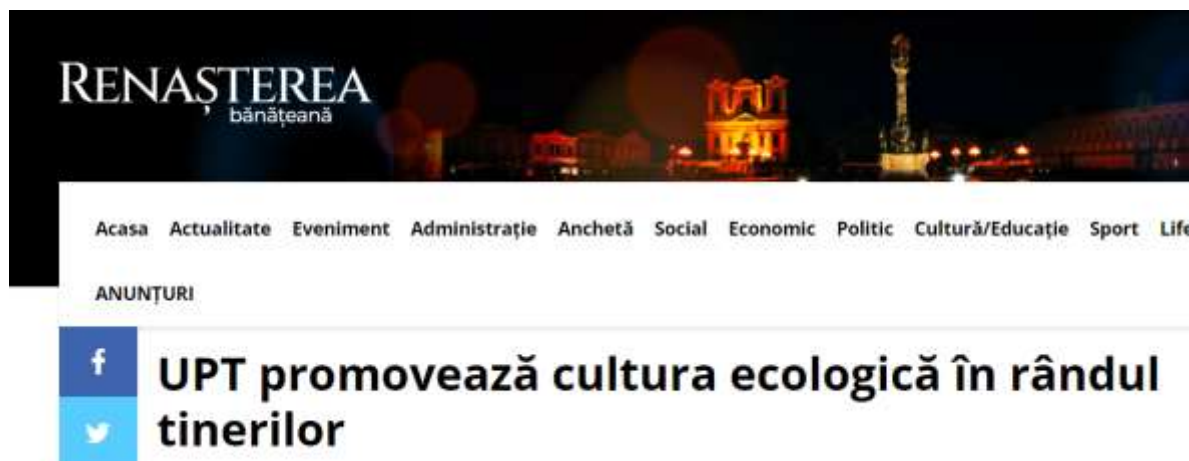 RENAȘTEREA
bănățeană
Acasa Actualitate Eveniment Administrație Anchetă Social Economic Politic Cultură/Educație Sport Life
ANUNȚURI
UPT promovează cultura ecologică în rândul
tinerilor